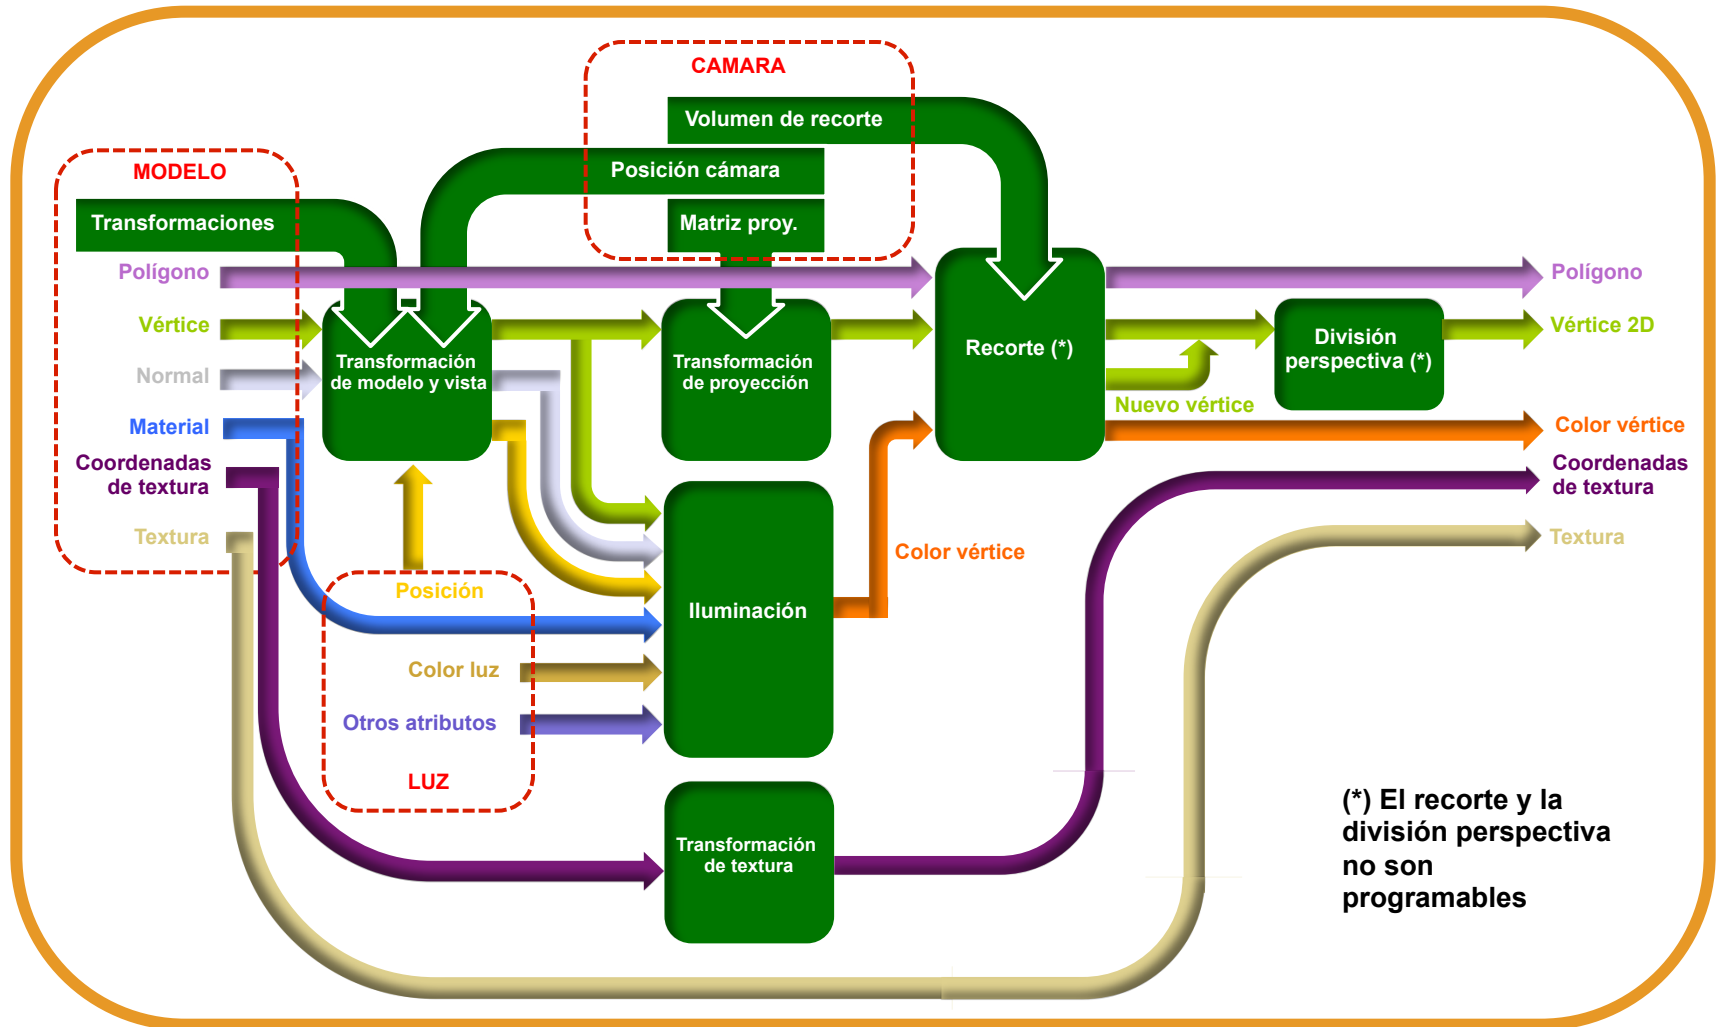 CAMARA
Volumen de recorte
Posición cámara
Matriz proy.
MODELO
Transformaciones
Polígono
Vértice
Normal
Material
Coordenadas
de textura
Textura
Transformación
de modelo y vista
Transformación
de proyección
Recorte (*)
División
perspectiva (*)
Nuevo vértice
Polígono
Vértice 2D
Color vértice
Coordenadas
de textura
Textura
Posición
Color luz
Otros atributos
LUZ
Iluminación
Color vértice
Transformación
de textura
(*) El recorte y la
división perspectiva
no son
programables